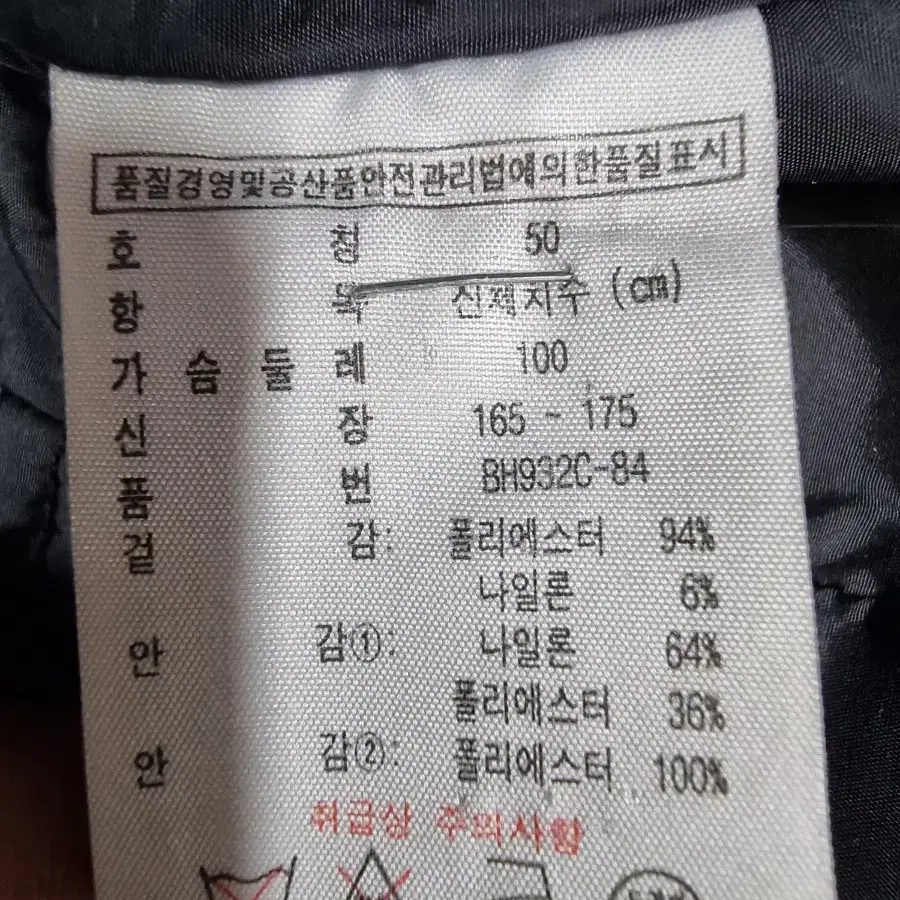 품질경영및공산품안전관리법에의한품질표시
호 칭 50
항 목 신체치수 (cm)
가 슴 둘 레 100
신 장 165 ~ 175
품 번 BH932C-84
겉 감: 폴리에스터 94%
나일론 6%
안 감①: 나일론 64%
폴리에스터 36%
안 감②: 폴리에스터 100%
취급상 주의사항